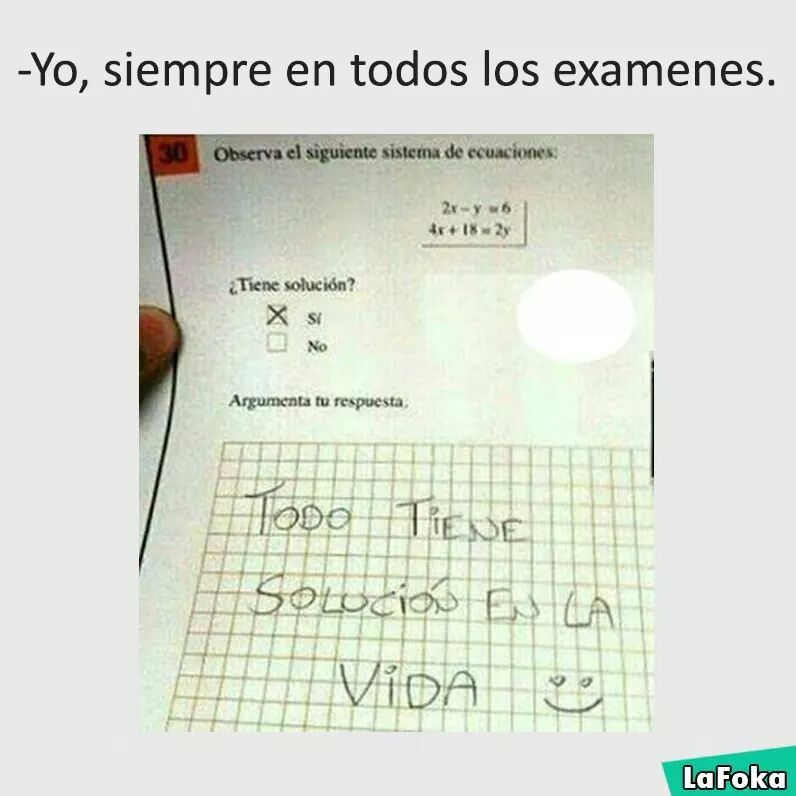 -Yo, siempre en todos los examenes.
30 Observa el siguiente sistema de ecuaciones:
2x - y = 6
4x + 18 = 2y
¿Tiene solución?
Sí
No
Argumenta tu respuesta.
TODO TIENE
SOLUCIÓN EN LA
VIDA
LaFoka